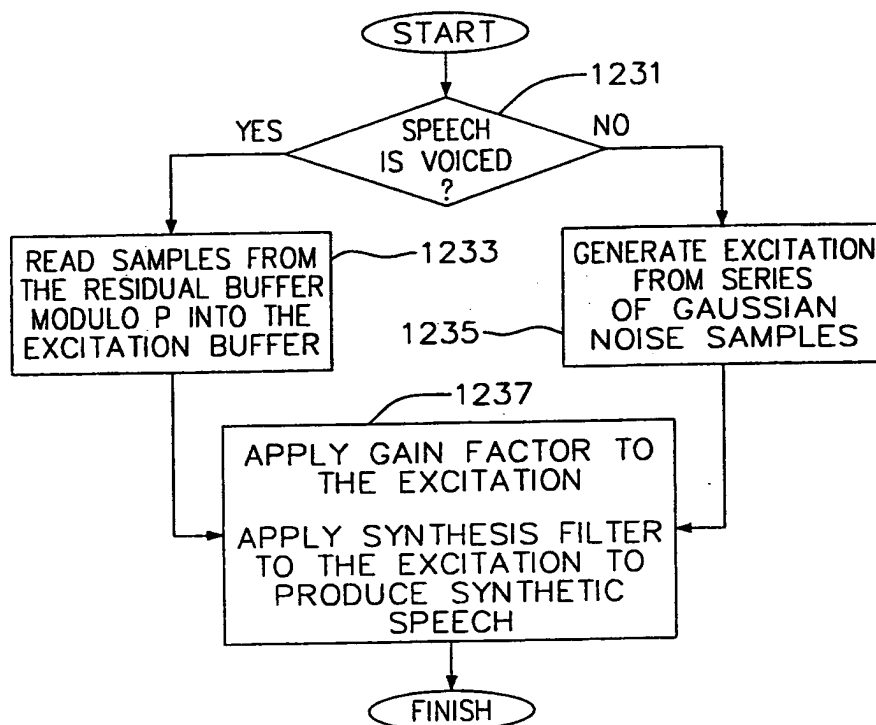 START
1231
YES
SPEECH
IS VOICED
?
NO
READ SAMPLES FROM
THE RESIDUAL BUFFER
MODULO P INTO THE
EXCITATION BUFFER
1233
GENERATE EXCITATION
FROM SERIES
OF GAUSSIAN
NOISE SAMPLES
1235
1237
APPLY GAIN FACTOR TO
THE EXCITATION
APPLY SYNTHESIS FILTER
TO THE EXCITATION TO
PRODUCE SYNTHETIC
SPEECH
FINISH